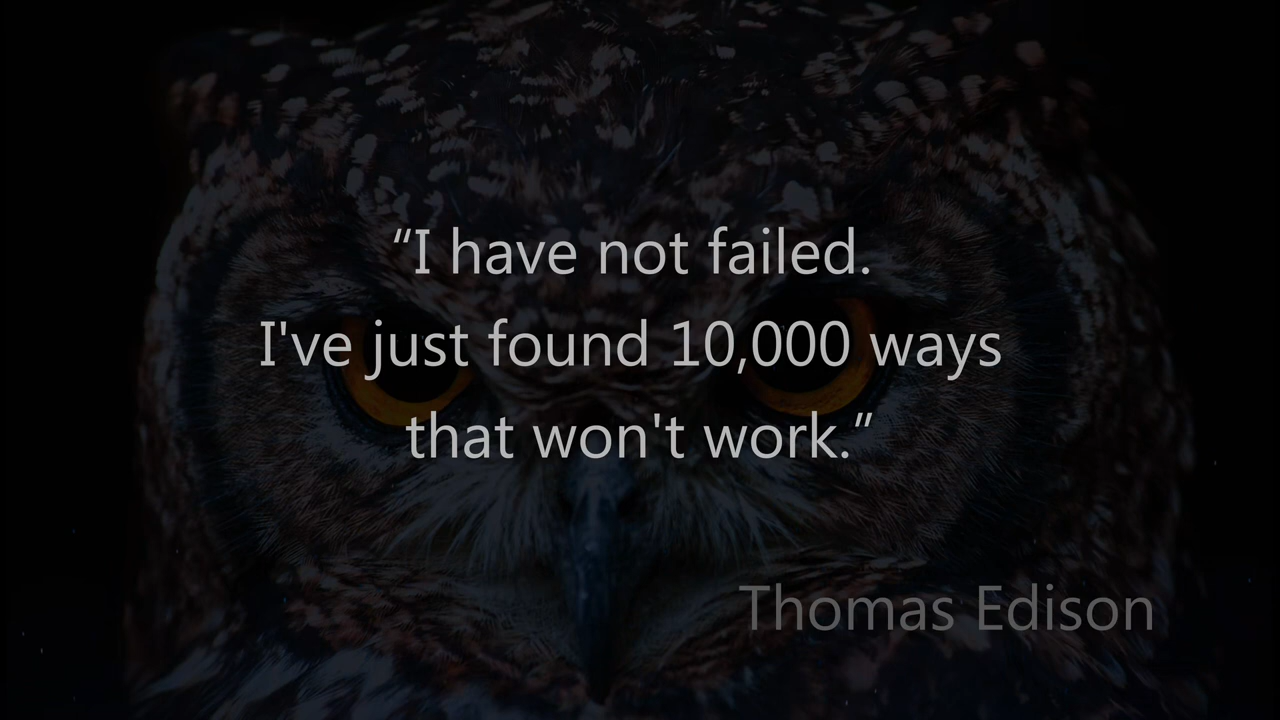 “I have not failed.
I've just found 10,000 ways
that won't work.”
Thomas Edison